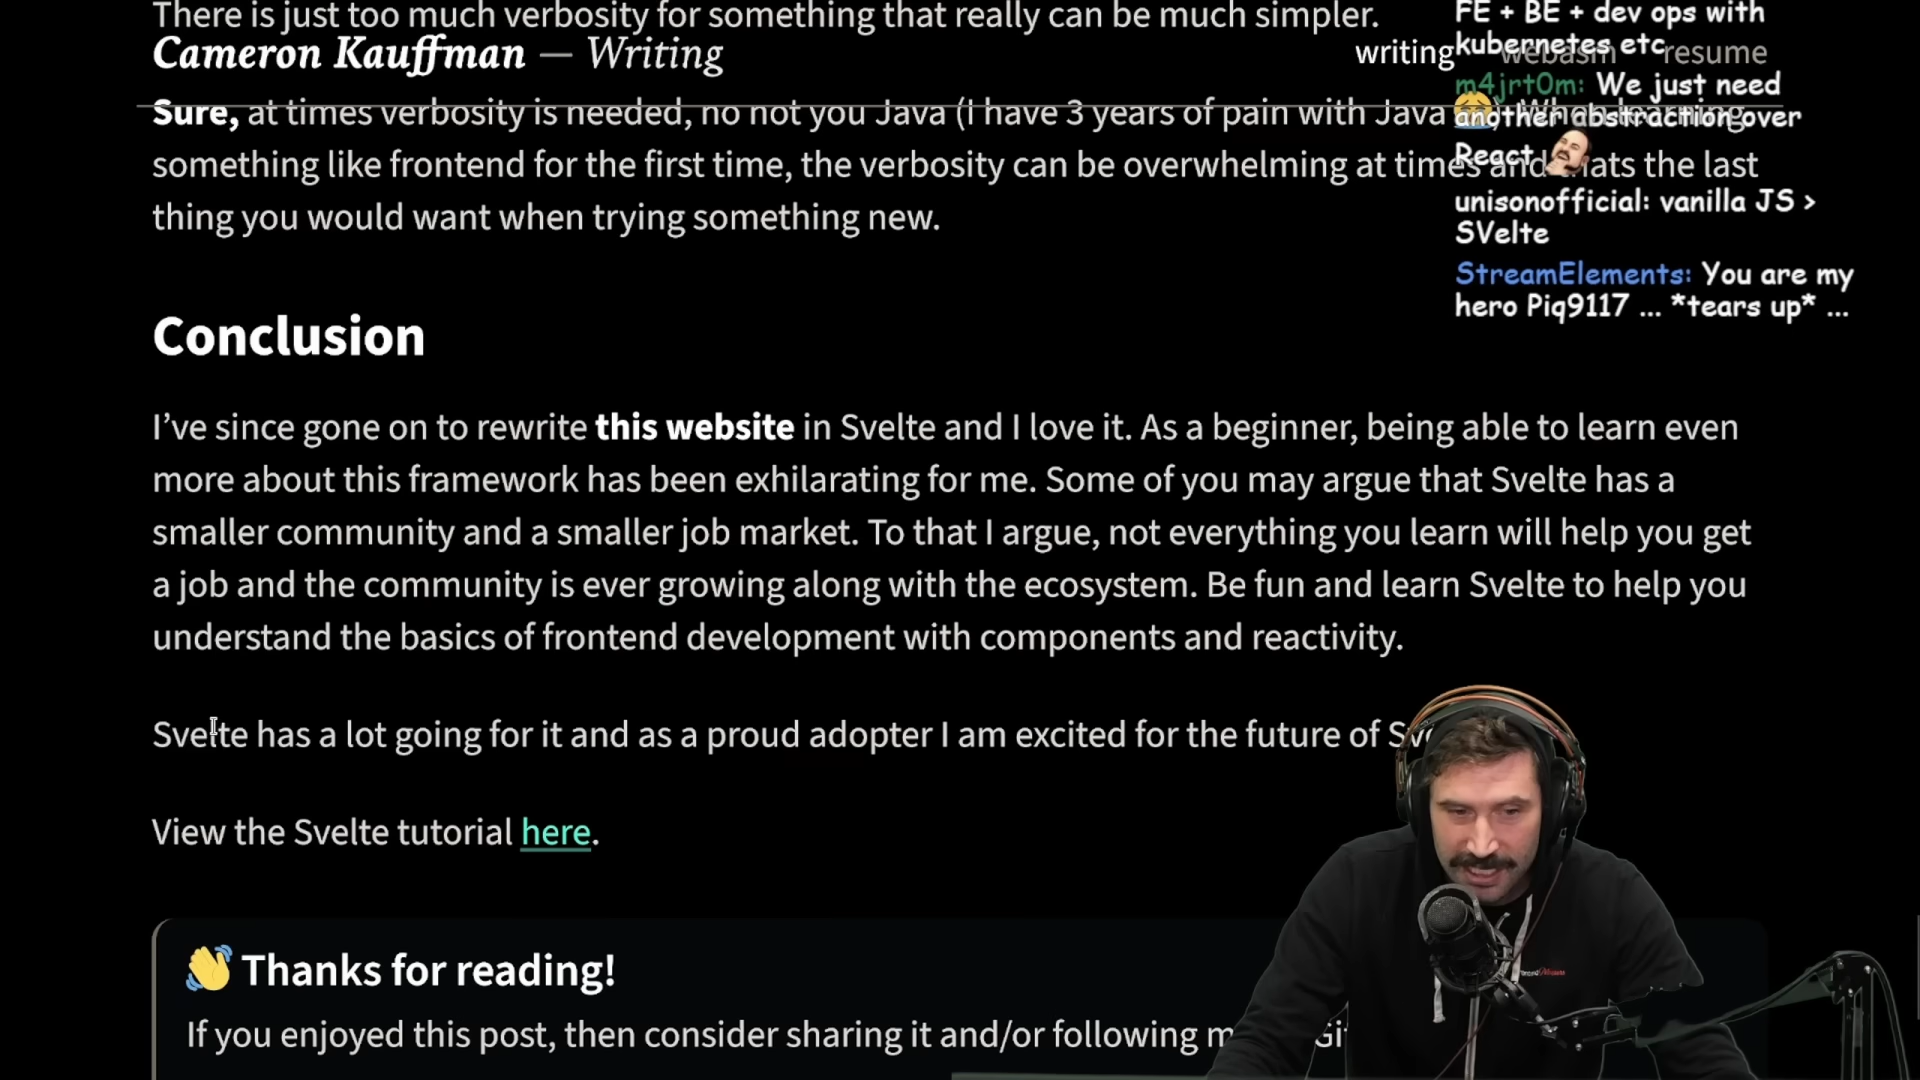 There is just too much verbosity for something that really can be much simpler.
Cameron Kauffman — Writing
writing webasm resume
Sure, at times verbosity is needed, no not you Java (I have 3 years of pain with Java When learning
something like frontend for the first time, the verbosity can be overwhelming at times and thats the last
thing you would want when trying something new.
FE + BE + dev ops with
kubernetes etc
m4jrt0m: We just need
another abstraction over
React
unisonofficial: vanilla JS >
SVelte
StreamElements: You are my
hero Piq9117 ... *tears up* ...
Conclusion
I’ve since gone on to rewrite this website in Svelte and I love it. As a beginner, being able to learn even
more about this framework has been exhilarating for me. Some of you may argue that Svelte has a
smaller community and a smaller job market. To that I argue, not everything you learn will help you get
a job and the community is ever growing along with the ecosystem. Be fun and learn Svelte to help you
understand the basics of frontend development with components and reactivity.
Svelte has a lot going for it and as a proud adopter I am excited for the future of
View the Svelte tutorial here.
👋 Thanks for reading!
If you enjoyed this post, then consider sharing it and/or following